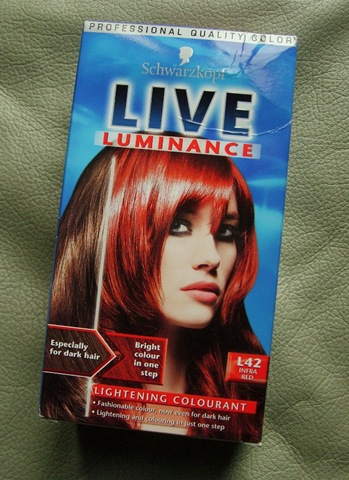 PROFESSIONAL QUALITY COLOR
Schwarzkopf
LIVE
LUMINANCE
Especially
for dark hair
Bright
colour
in one
step
L42
INFRA
RED
LIGHTENING COLOURANT
• Fashionable colour, now even for dark hair
• Lightening and colouring in just one step